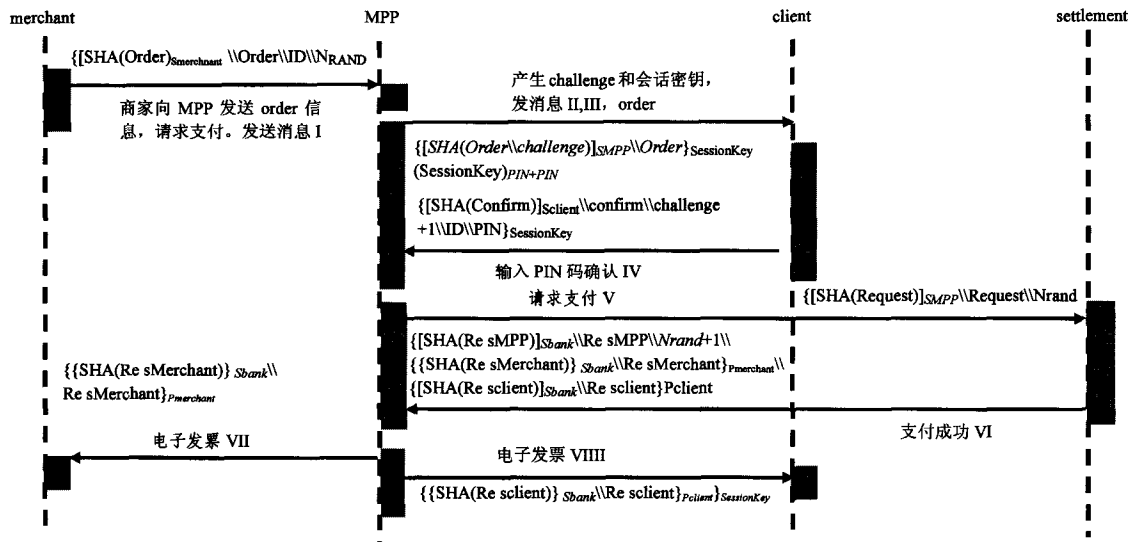 merchant
MPP
client
settlement
{[SHA(Order)Smerchnant \\Order\\ID\\NRAND
商家向 MPP 发送 order 信
息，请求支付。发送消息 I
产生 challenge 和会话密钥，
发消息 II,III，order
{[SHA(Order\\challenge)]SMPP\\Order}SessionKey
(SessionKey)PIN+PIN
{[SHA(Confirm)]Sclient\\confirm\\challenge
+1\\ID\\PIN}SessionKey
输入 PIN 码确认 IV
请求支付 V
{[SHA(Request)]SMPP\\Request\\Nrand
{[SHA(Re sMPP)]Sbank\\Re sMPP\\Nrand+1\\
{{SHA(Re sMerchant)} Sbank\\Re sMerchant}Pmerchant\\
{[SHA(Re sclient)]Sbank\\Re sclient}Pclient
{{SHA(Re sMerchant)} Sbank\\
Re sMerchant}Pmerchant
支付成功 VI
电子发票 VII
电子发票 VIIII
{{SHA(Re sclient)} Sbank\\Re sclient}Pclient}SessionKey